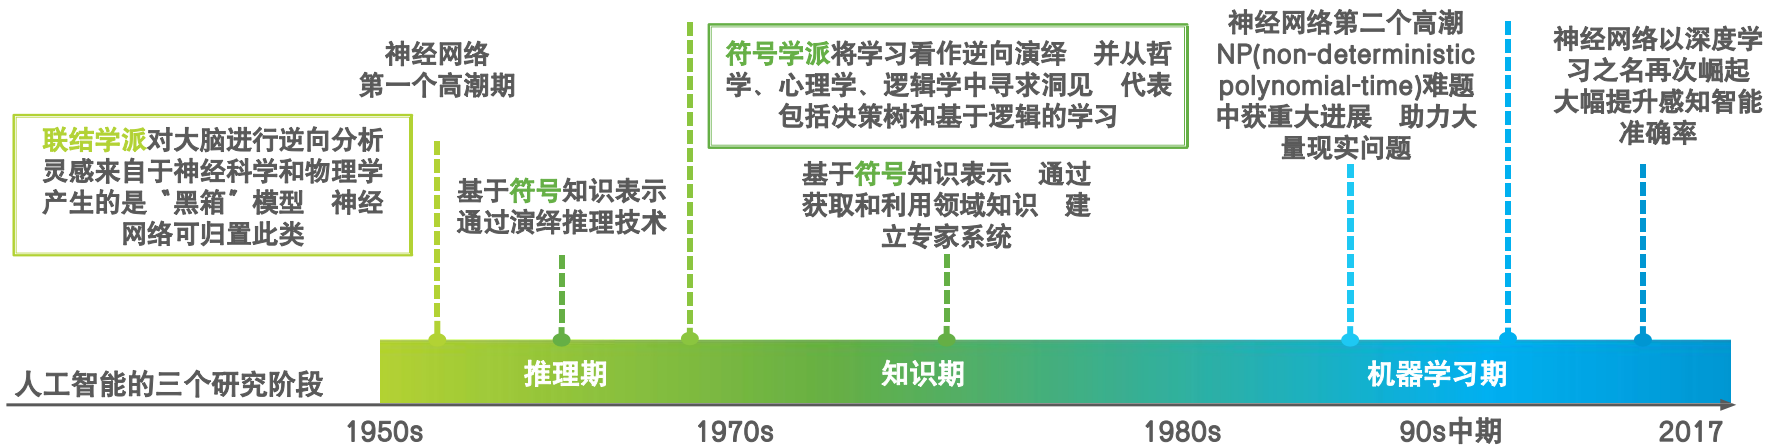 神经网络
第一个高潮期
联结学派对大脑进行逆向分析
灵感来自于神经科学和物理学
产生的是“黑箱”模型　神经
网络可归置此类
基于符号知识表示
通过演绎推理技术
符号学派将学习看作逆向演绎　并从哲
学、心理学、逻辑学中寻求洞见　代表
包括决策树和基于逻辑的学习
基于符号知识表示　通过
获取和利用领域知识　建
立专家系统
神经网络第二个高潮
NP(non-deterministic
polynomial-time)难题
中获重大进展　助力大
量现实问题
神经网络以深度学
习之名再次崛起
大幅提升感知智能
准确率
人工智能的三个研究阶段
推理期
知识期
机器学习期
1950s
1970s
1980s
90s中期
2017